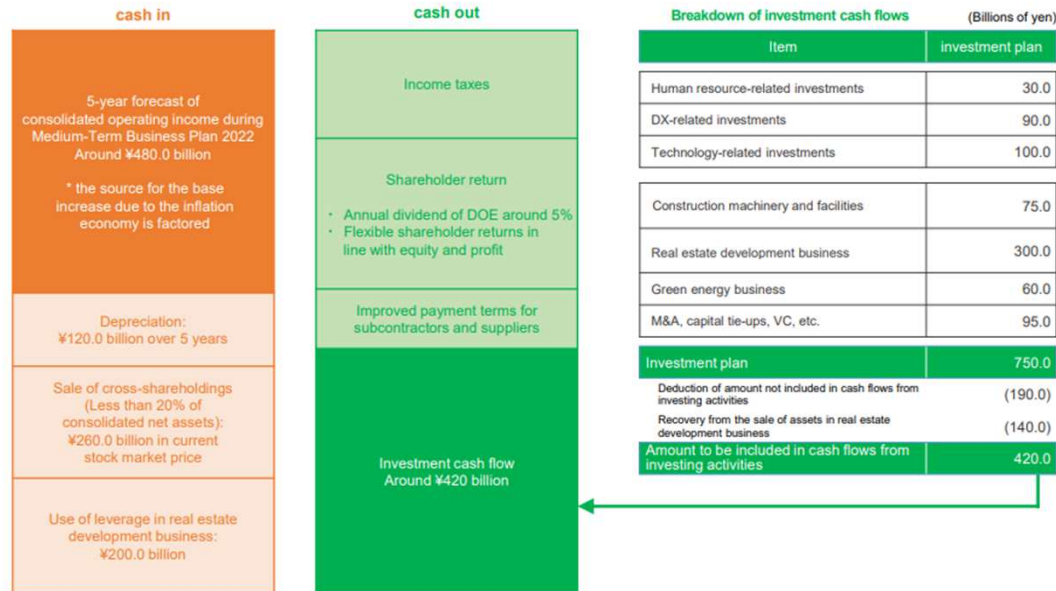 cash in
5-year forecast of
consolidated operating income during
Medium-Term Business Plan 2022
Around ¥480.0 billion
* the source for the base
increase due to the inflation
economy is factored
Depreciation:
¥120.0 billion over 5 years
Sale of cross-shareholdings
(Less than 20% of
consolidated net assets):
¥260.0 billion in current
stock market price
Use of leverage in real estate
development business:
¥200.0 billion
cash out
Income taxes
Shareholder return
・ Annual dividend of DOE around 5%
・ Flexible shareholder returns in
line with equity and profit
Improved payment terms for
subcontractors and suppliers
Investment cash flow
Around ¥420 billion
Breakdown of investment cash flows (Billions of yen)
Item investment plan
Human resource-related investments 30.0
DX-related investments 90.0
Technology-related investments 100.0
Construction machinery and facilities 75.0
Real estate development business 300.0
Green energy business 60.0
M&A, capital tie-ups, VC, etc. 95.0
Investment plan 750.0
Deduction of amount not included in cash flows from
investing activities (190.0)
Recovery from the sale of assets in real estate
development business (140.0)
Amount to be included in cash flows from
investing activities 420.0